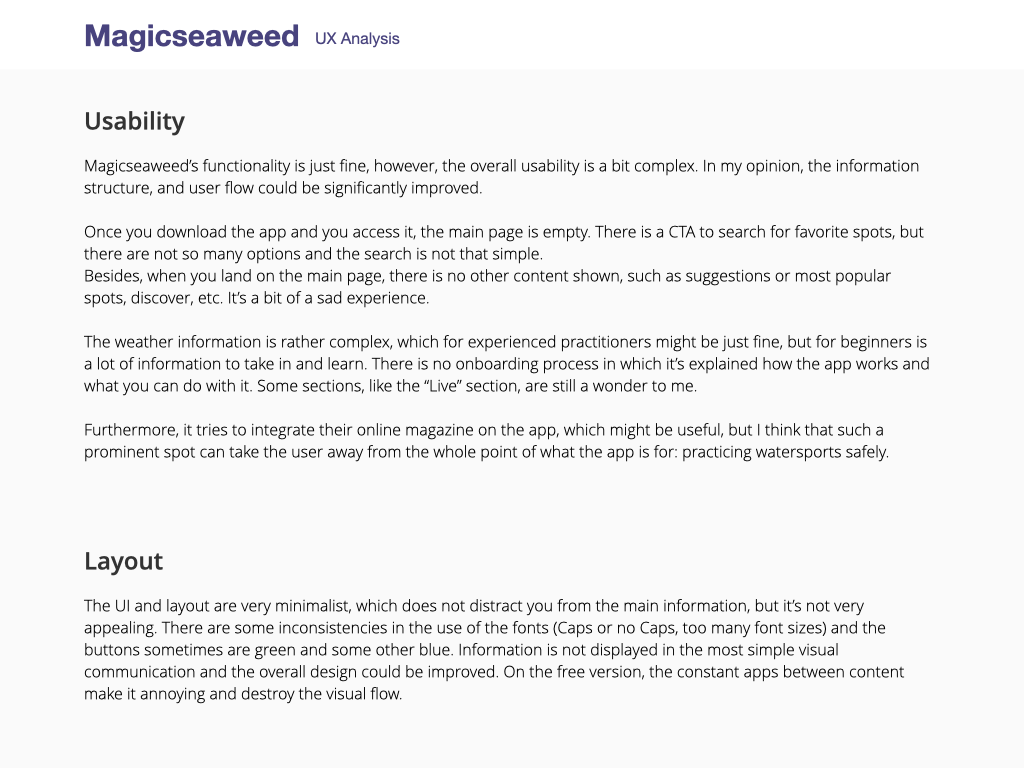 Magicseaweed UX Analysis
Usability
Magicseaweed’s functionality is just fine, however, the overall usability is a bit complex. In my opinion, the information
structure, and user flow could be significantly improved.
Once you download the app and you access it, the main page is empty. There is a CTA to search for favorite spots, but
there are not so many options and the search is not that simple.
Besides, when you land on the main page, there is no other content shown, such as suggestions or most popular
spots, discover, etc. It’s a bit of a sad experience.
The weather information is rather complex, which for experienced practitioners might be just fine, but for beginners is
a lot of information to take in and learn. There is no onboarding process in which it’s explained how the app works and
what you can do with it. Some sections, like the “Live” section, are still a wonder to me.
Furthermore, it tries to integrate their online magazine on the app, which might be useful, but I think that such a
prominent spot can take the user away from the whole point of what the app is for: practicing watersports safely.
Layout
The UI and layout are very minimalist, which does not distract you from the main information, but it’s not very
appealing. There are some inconsistencies in the use of the fonts (Caps or no Caps, too many font sizes) and the
buttons sometimes are green and some other blue. Information is not displayed in the most simple visual
communication and the overall design could be improved. On the free version, the constant apps between content
make it annoying and destroy the visual flow.